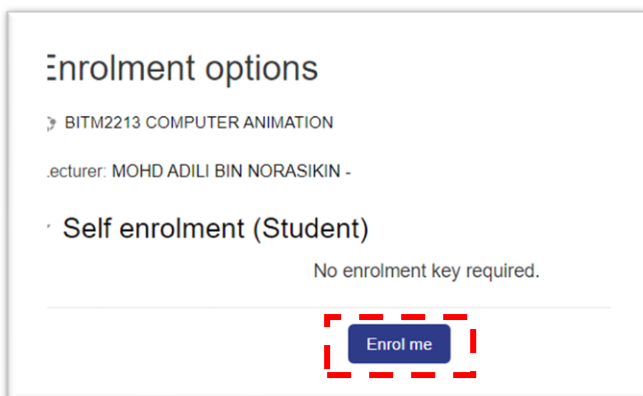 Enrolment options
BITM2213 COMPUTER ANIMATION
Lecturer: MOHD ADILI BIN NORASIKIN -
Self enrolment (Student)
No enrolment key required.
Enrol me